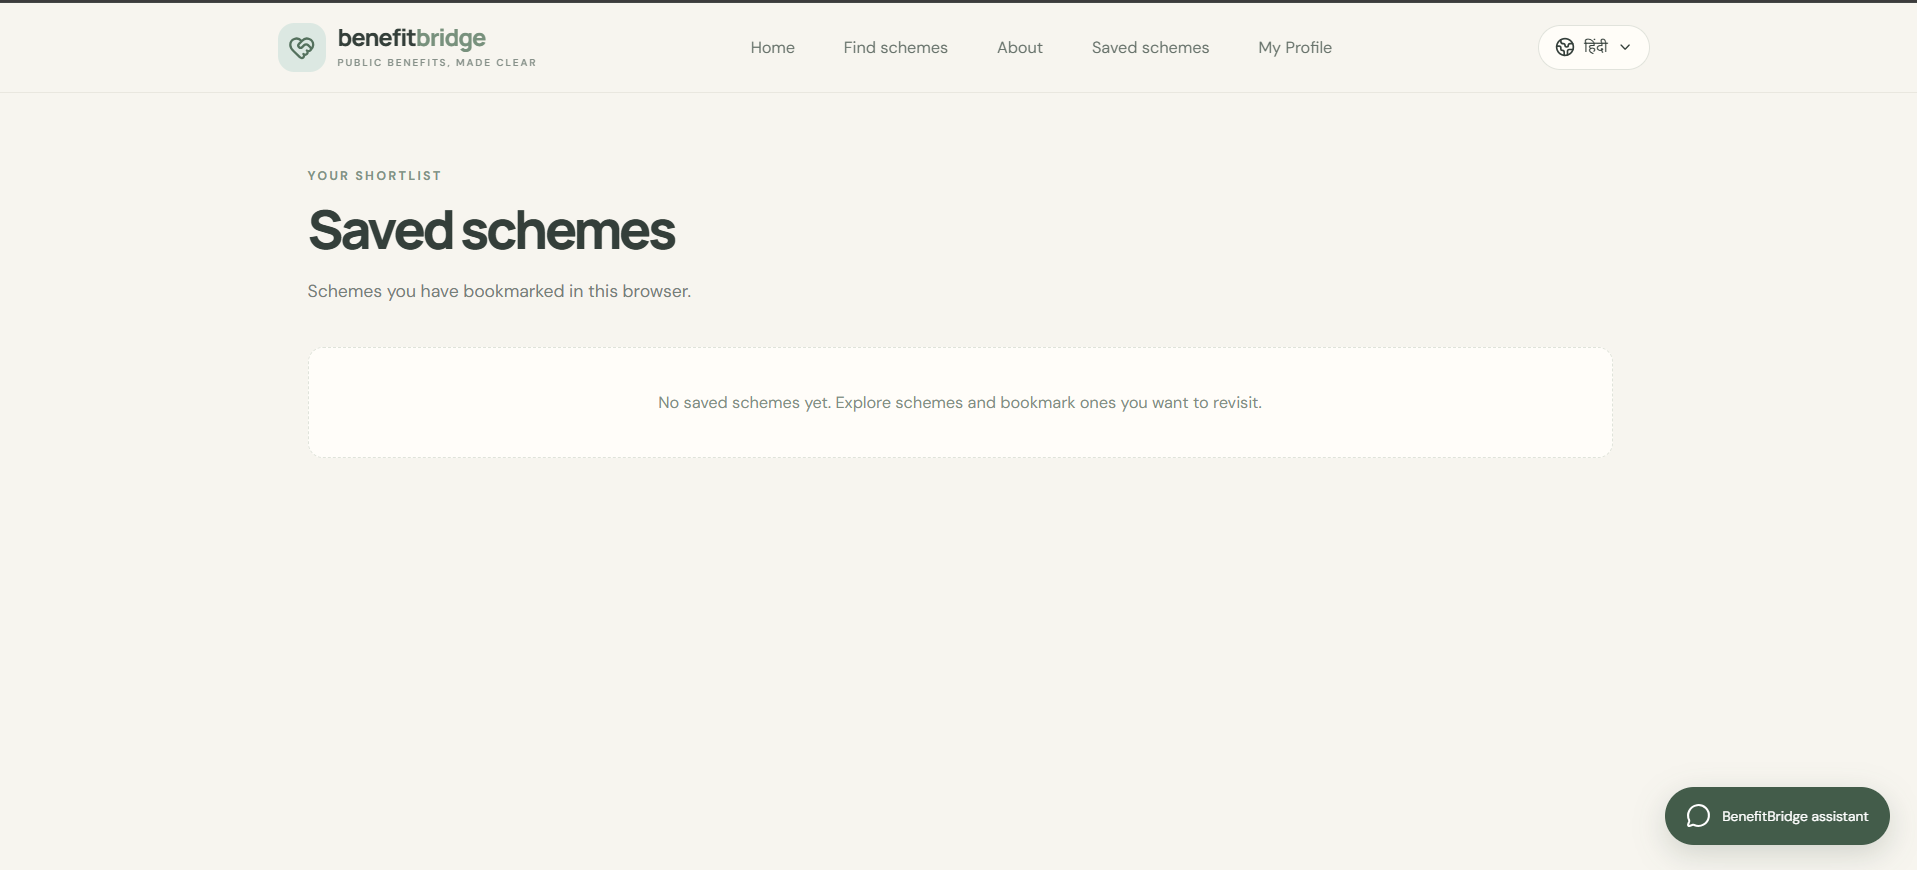 benefitbridge
PUBLIC BENEFITS, MADE CLEAR
Home
Find schemes
About
Saved schemes
My Profile
हिंदी
YOUR SHORTLIST
Saved schemes
Schemes you have bookmarked in this browser.
No saved schemes yet. Explore schemes and bookmark ones you want to revisit.
BenefitBridge assistant